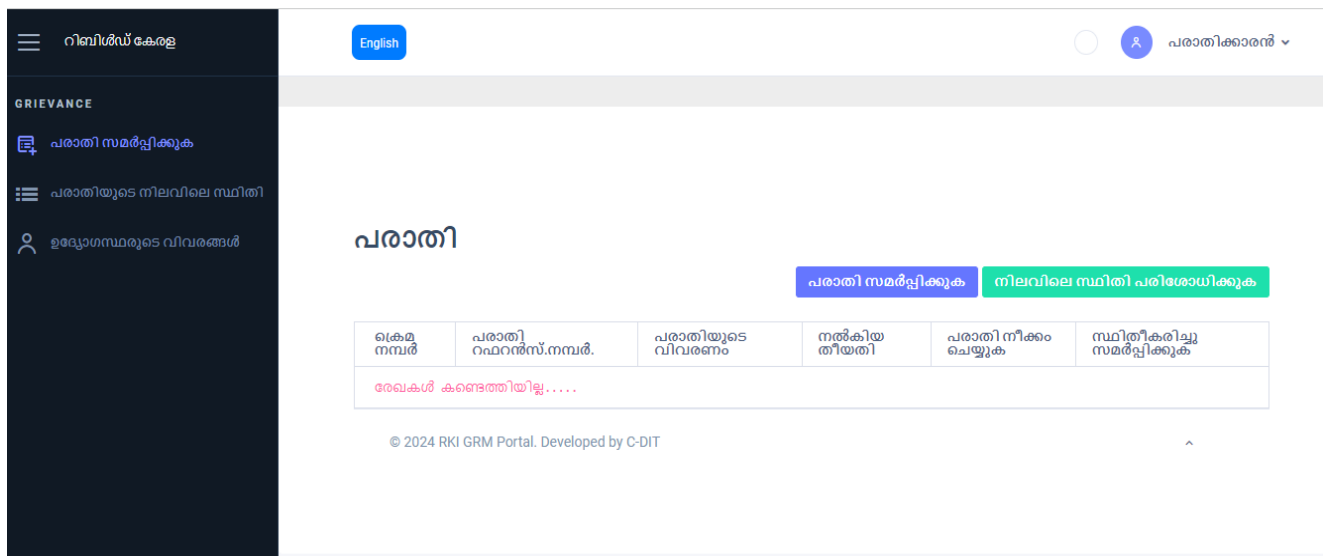 റിബിൽഡ് കേരള
English
പരാതിക്കാരൻ
GRIEVANCE
പരാതി സമർപ്പിക്കുക
പരാതിയുടെ നിലവിലെ സ്ഥിതി
ഉദ്യോഗസ്ഥരുടെ വിവരങ്ങൾ
പരാതി
പരാതി സമർപ്പിക്കുക
നിലവിലെ സ്ഥിതി പരിശോധിക്കുക
ക്രെമ നമ്പർ
പരാതി റഫറൻസ്.നമ്പർ.
പരാതിയുടെ വിവരണം
നൽകിയ തീയതി
പരാതി നീക്കം ചെയ്യുക
സ്ഥിതീകരിച്ചു സമർപ്പിക്കുക
രേഖകൾ കണ്ടെത്തിയില്ല.....
© 2024 RKI GRM Portal. Developed by C-DIT